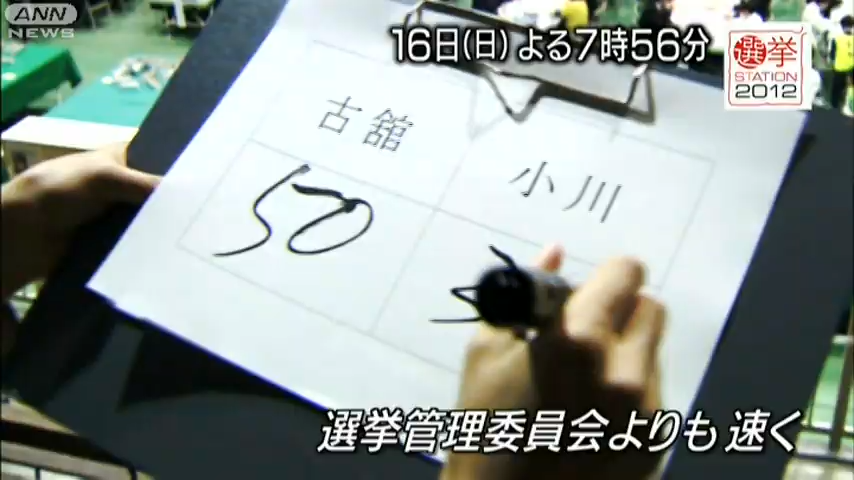 ANN
NEWS
16日(日)よる7時56分
選挙
STATION
2012
古舘
小川
50
選挙管理委員会よりも 速く